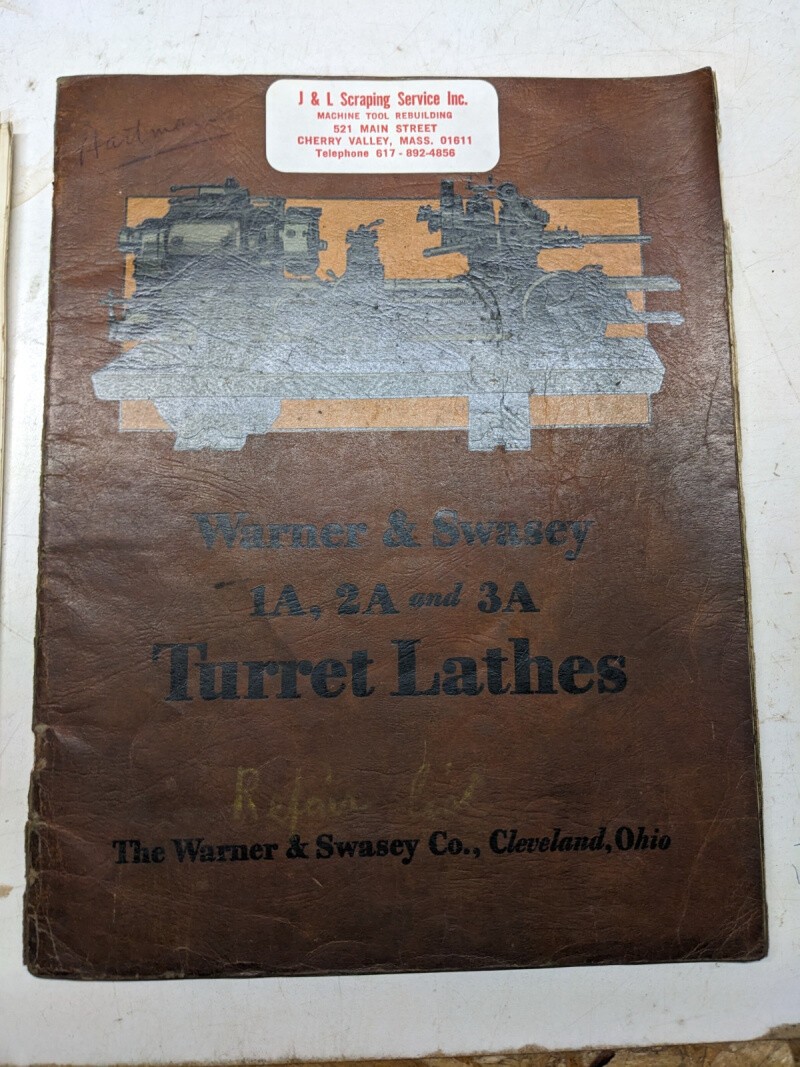 J & L Scraping Service Inc.
MACHINE TOOL REBUILDING
521 MAIN STREET
CHERRY VALLEY, MASS. 01611
Telephone 617 - 892-4856
Warner & Swasey
1A, 2A and 3A
Turret Lathes
The Warner & Swasey Co., Cleveland, Ohio